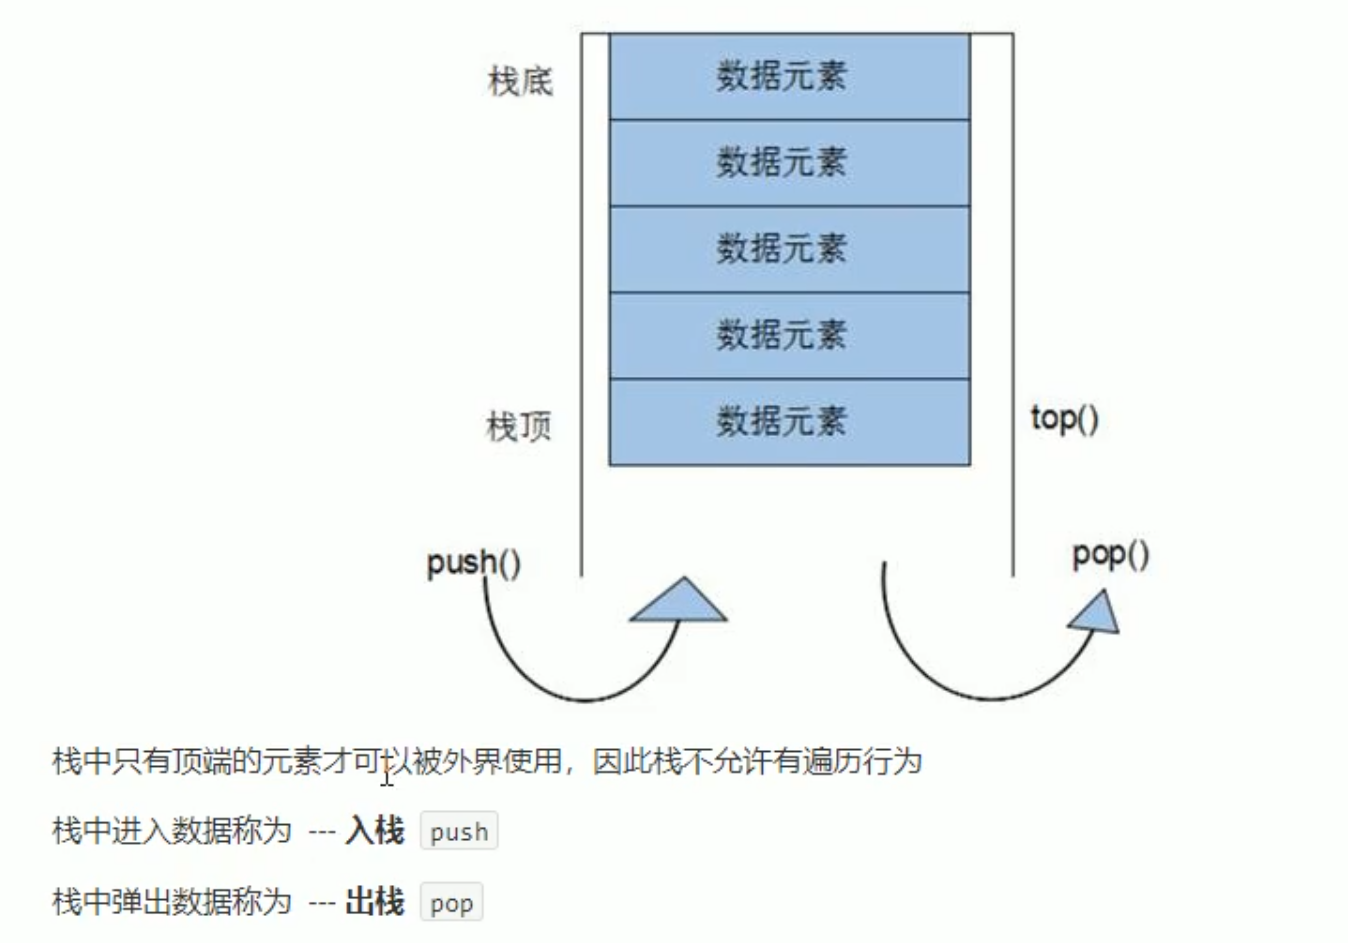 栈底 数据元素
数据元素
数据元素
数据元素
栈顶 数据元素 top()
push() pop()
栈中只有顶端的元素才可以被外界使用，因此栈不允许有遍历行为
栈中进入数据称为 --- 入栈 push
栈中弹出数据称为 --- 出栈 pop